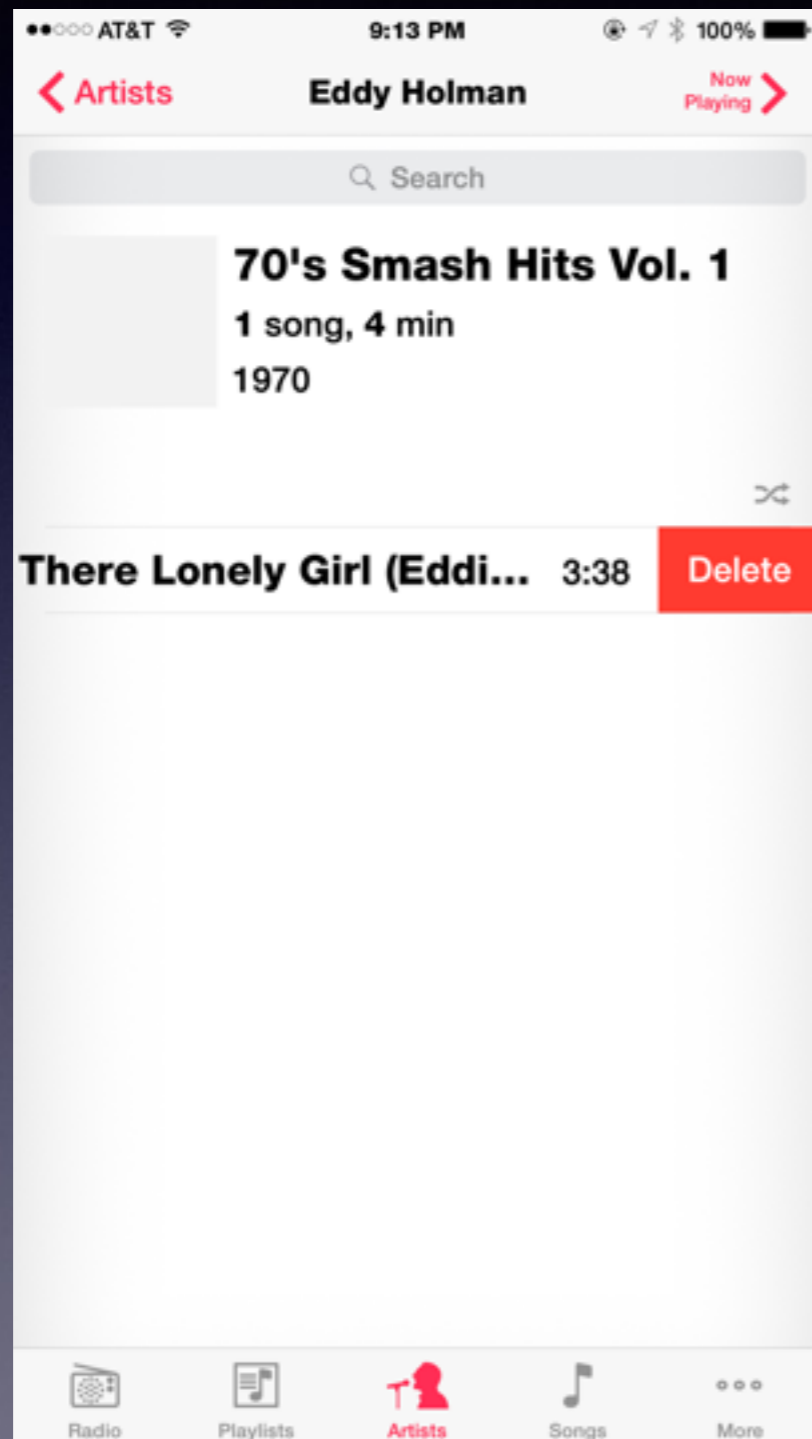 AT&T 9:13 PM 100%
Artists Eddy Holman Now Playing
Search
70's Smash Hits Vol. 1
1 song, 4 min
1970
There Lonely Girl (Eddi... 3:38 Delete
Radio Playlists Artists Songs More